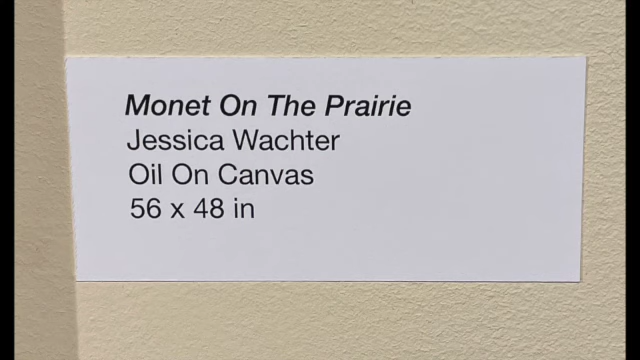 Monet On The Prairie
Jessica Wachter
Oil On Canvas
56 x 48 in